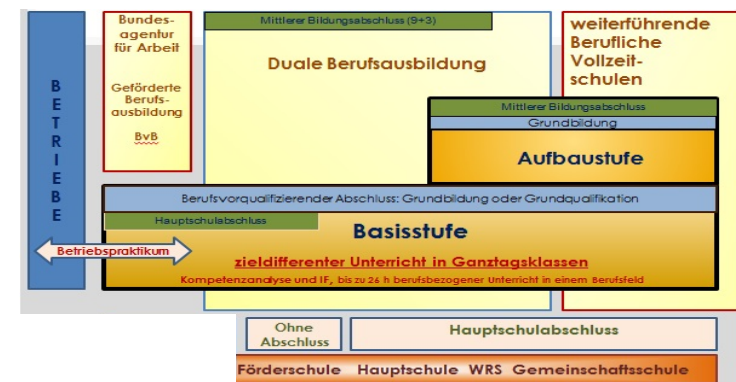 BETRIEBE
Bundes-
agentur
für Arbeit
Geförderte
Berufs-
ausbildung
BvB
Mittlerer Bildungsabschluss (9+3)
Duale Berufsausbildung
weiterführende
Berufliche
Vollzeit-
schulen
Mittlerer Bildungsabschluss
Grundbildung
Aufbaustufe
Berufsvorqualifizierender Abschluss: Grundbildung oder Grundqualifikation
Hauptschulabschluss
Basisstufe
Betriebspraktikum
zieldifferenter Unterricht in Ganztagsklassen
Kompetenzanalyse und IF, bis zu 26 h berufsbezogener Unterricht in einem Berufsfeld
Ohne
Abschluss
Hauptschulabschluss
Förderschule Hauptschule WRS Gemeinschaftsschule